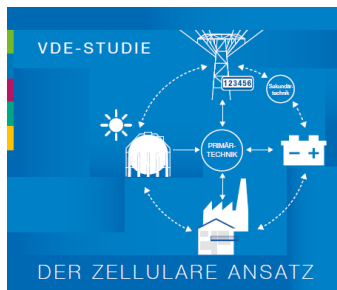 VDE-STUDIE
123456
Sekundär-
technik
PRIMÄR-
TECHNIK
DER ZELLULARE ANSATZ